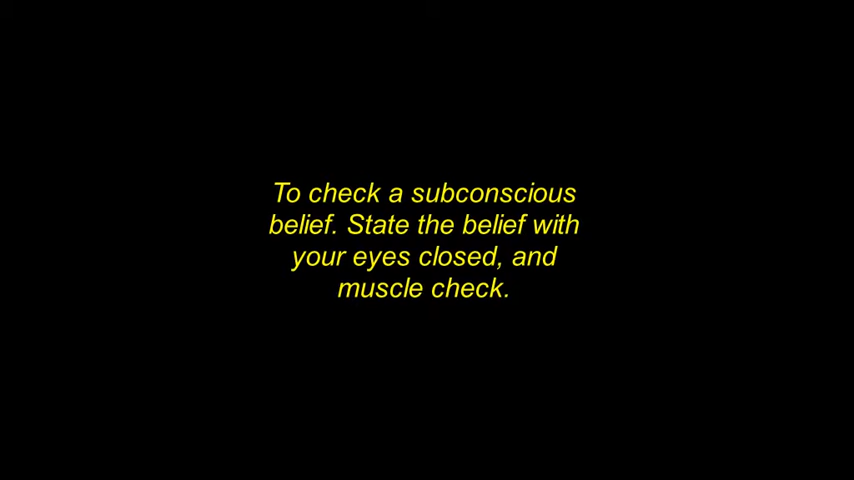 To check a subconscious
belief. State the belief with
your eyes closed, and
muscle check.